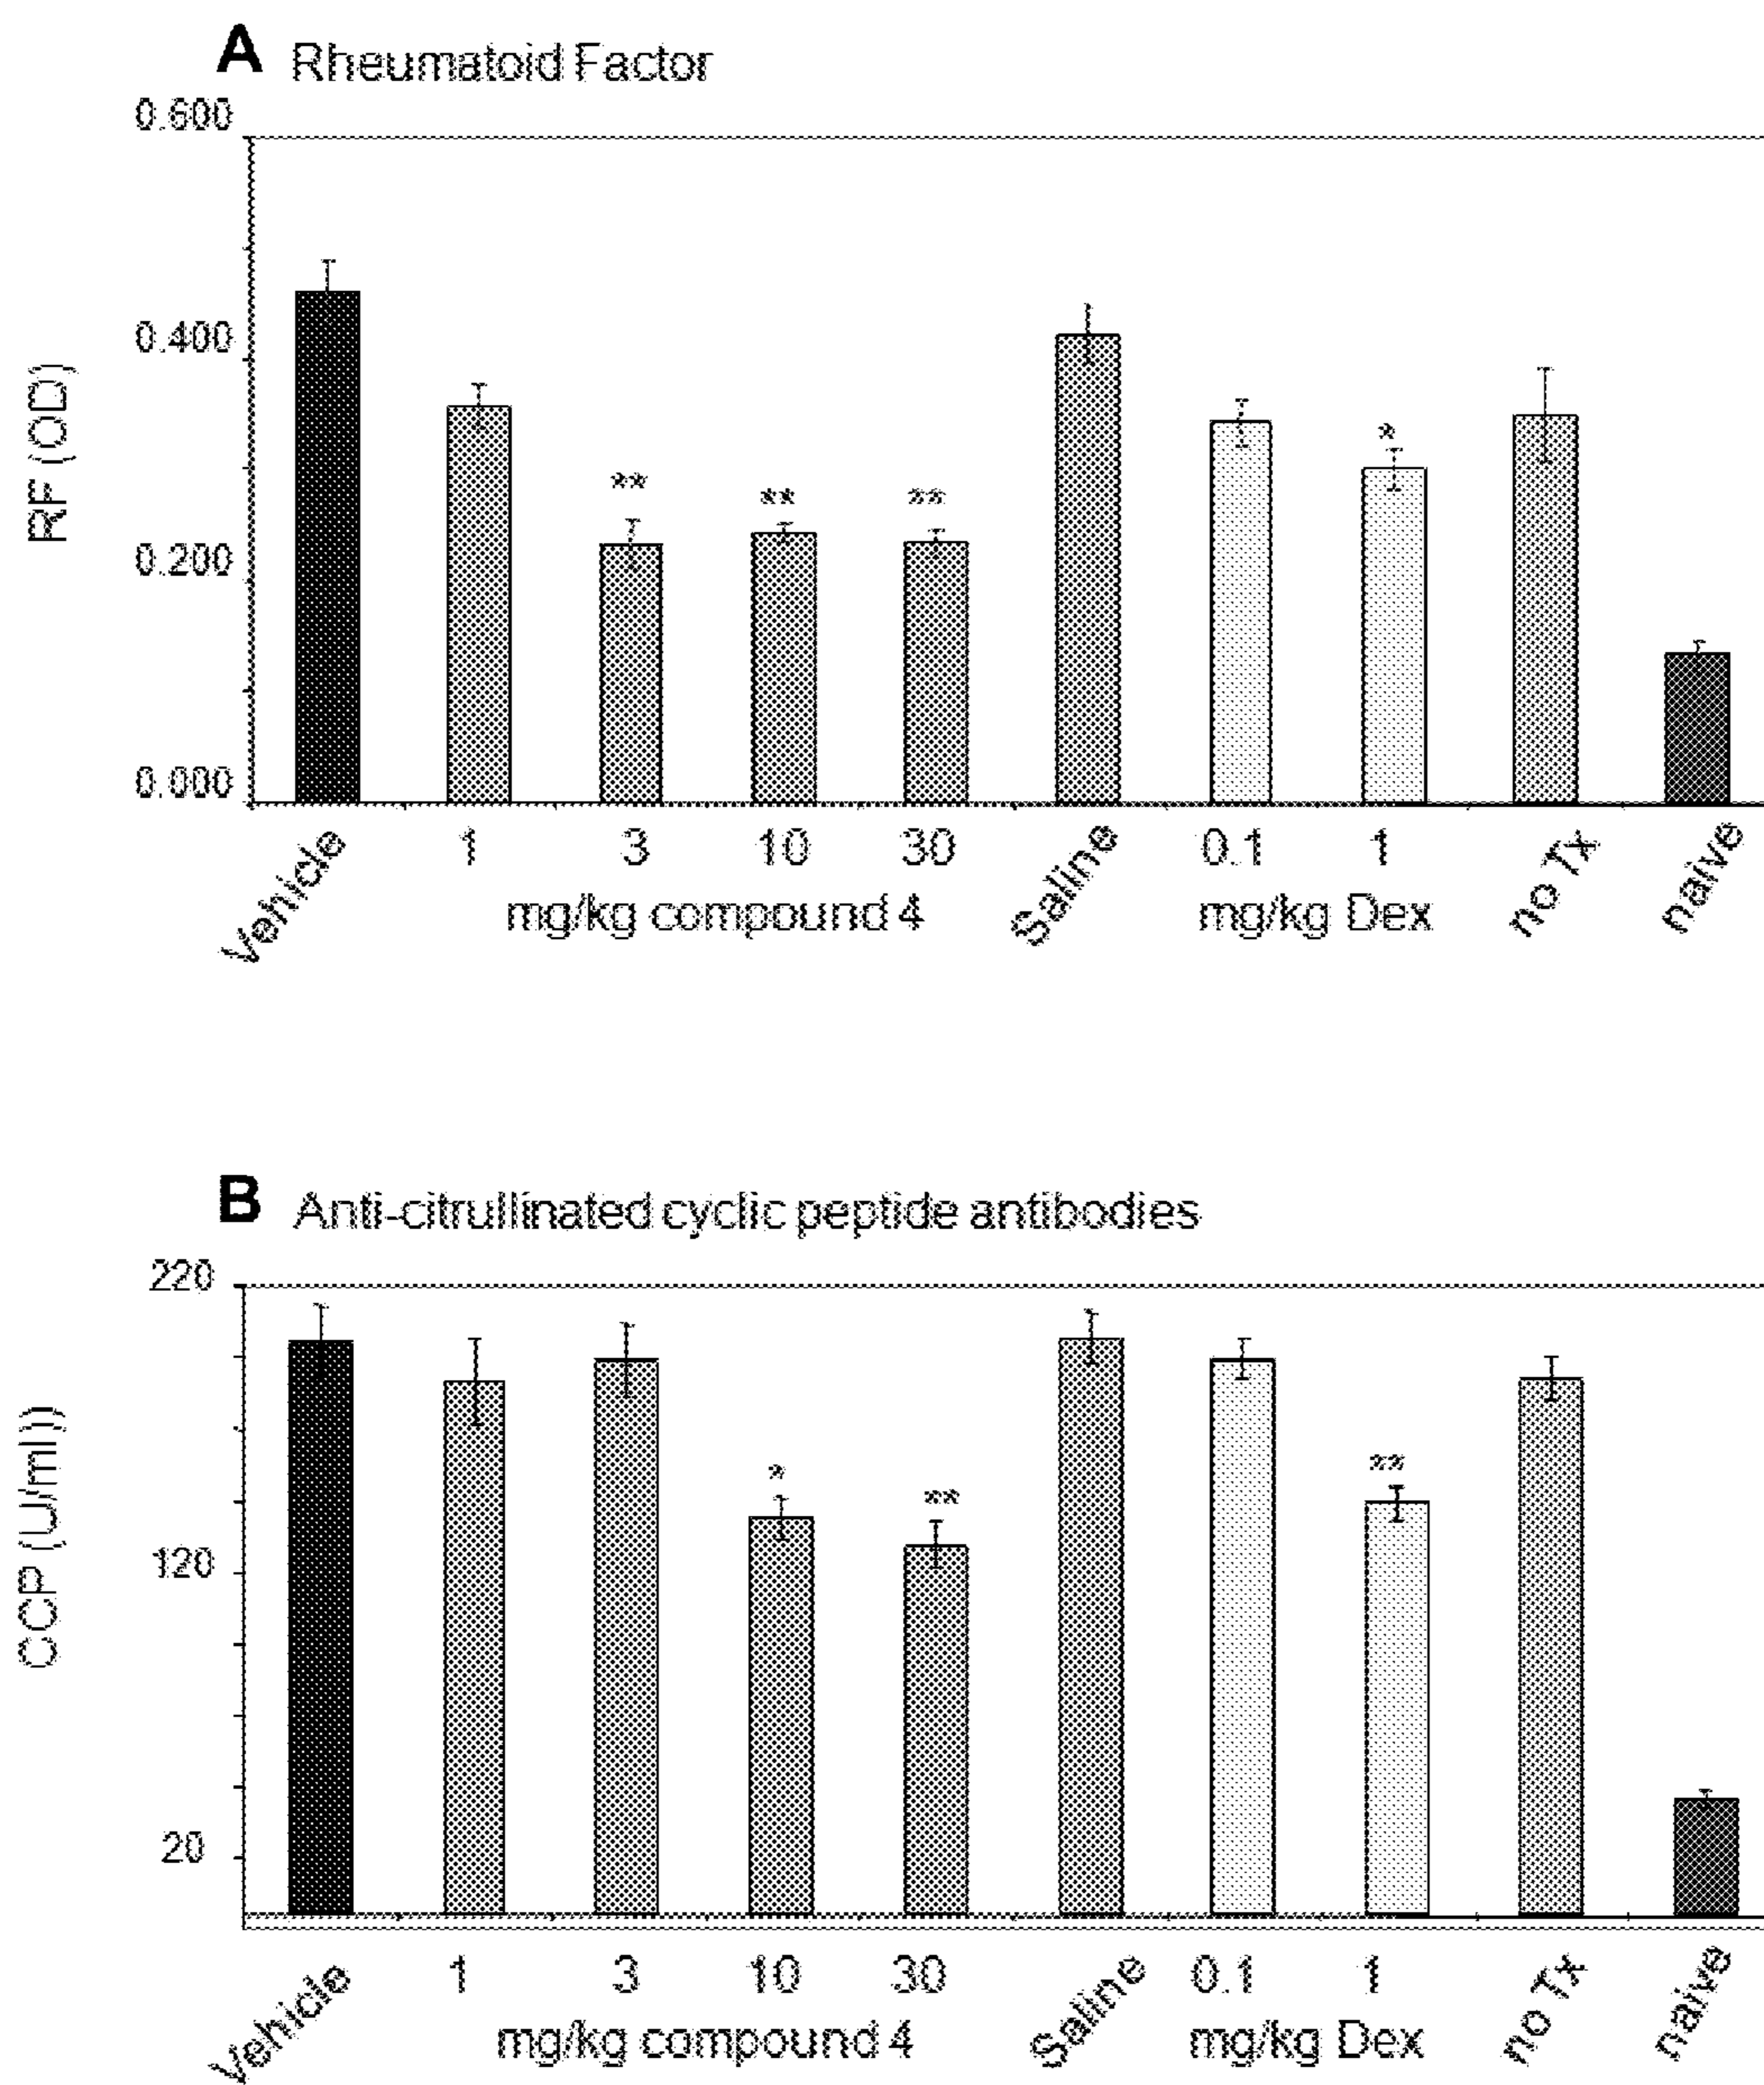 A Rheumatoid Factor
0.600
0.400
0.200
0.000
RF (OD)
**
**
**
*
Vehicle 1 3 10 30 Saline 0.1 1 no Tx naive
mg/kg compound 4 mg/kg Dex
B Anti-citrullinated cyclic peptide antibodies
220
120
20
CCP (U/ml))
*
**
**
Vehicle 1 3 10 30 Saline 0.1 1 no Tx naive
mg/kg compound 4 mg/kg Dex